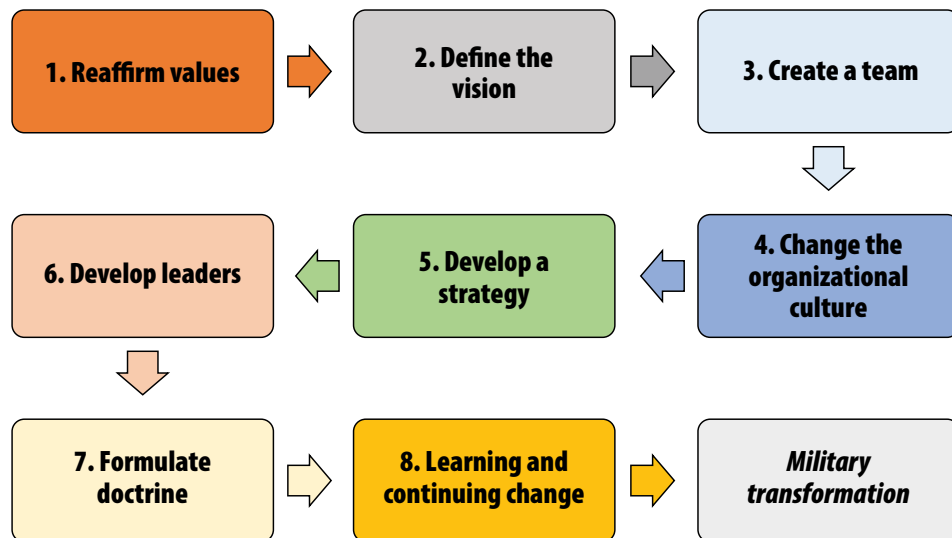 1. Reaffirm values
2. Define the
vision
3. Create a team
4. Change the
organizational
culture
5. Develop a
strategy
6. Develop leaders
7. Formulate
doctrine
8. Learning and
continuing change
Military
transformation